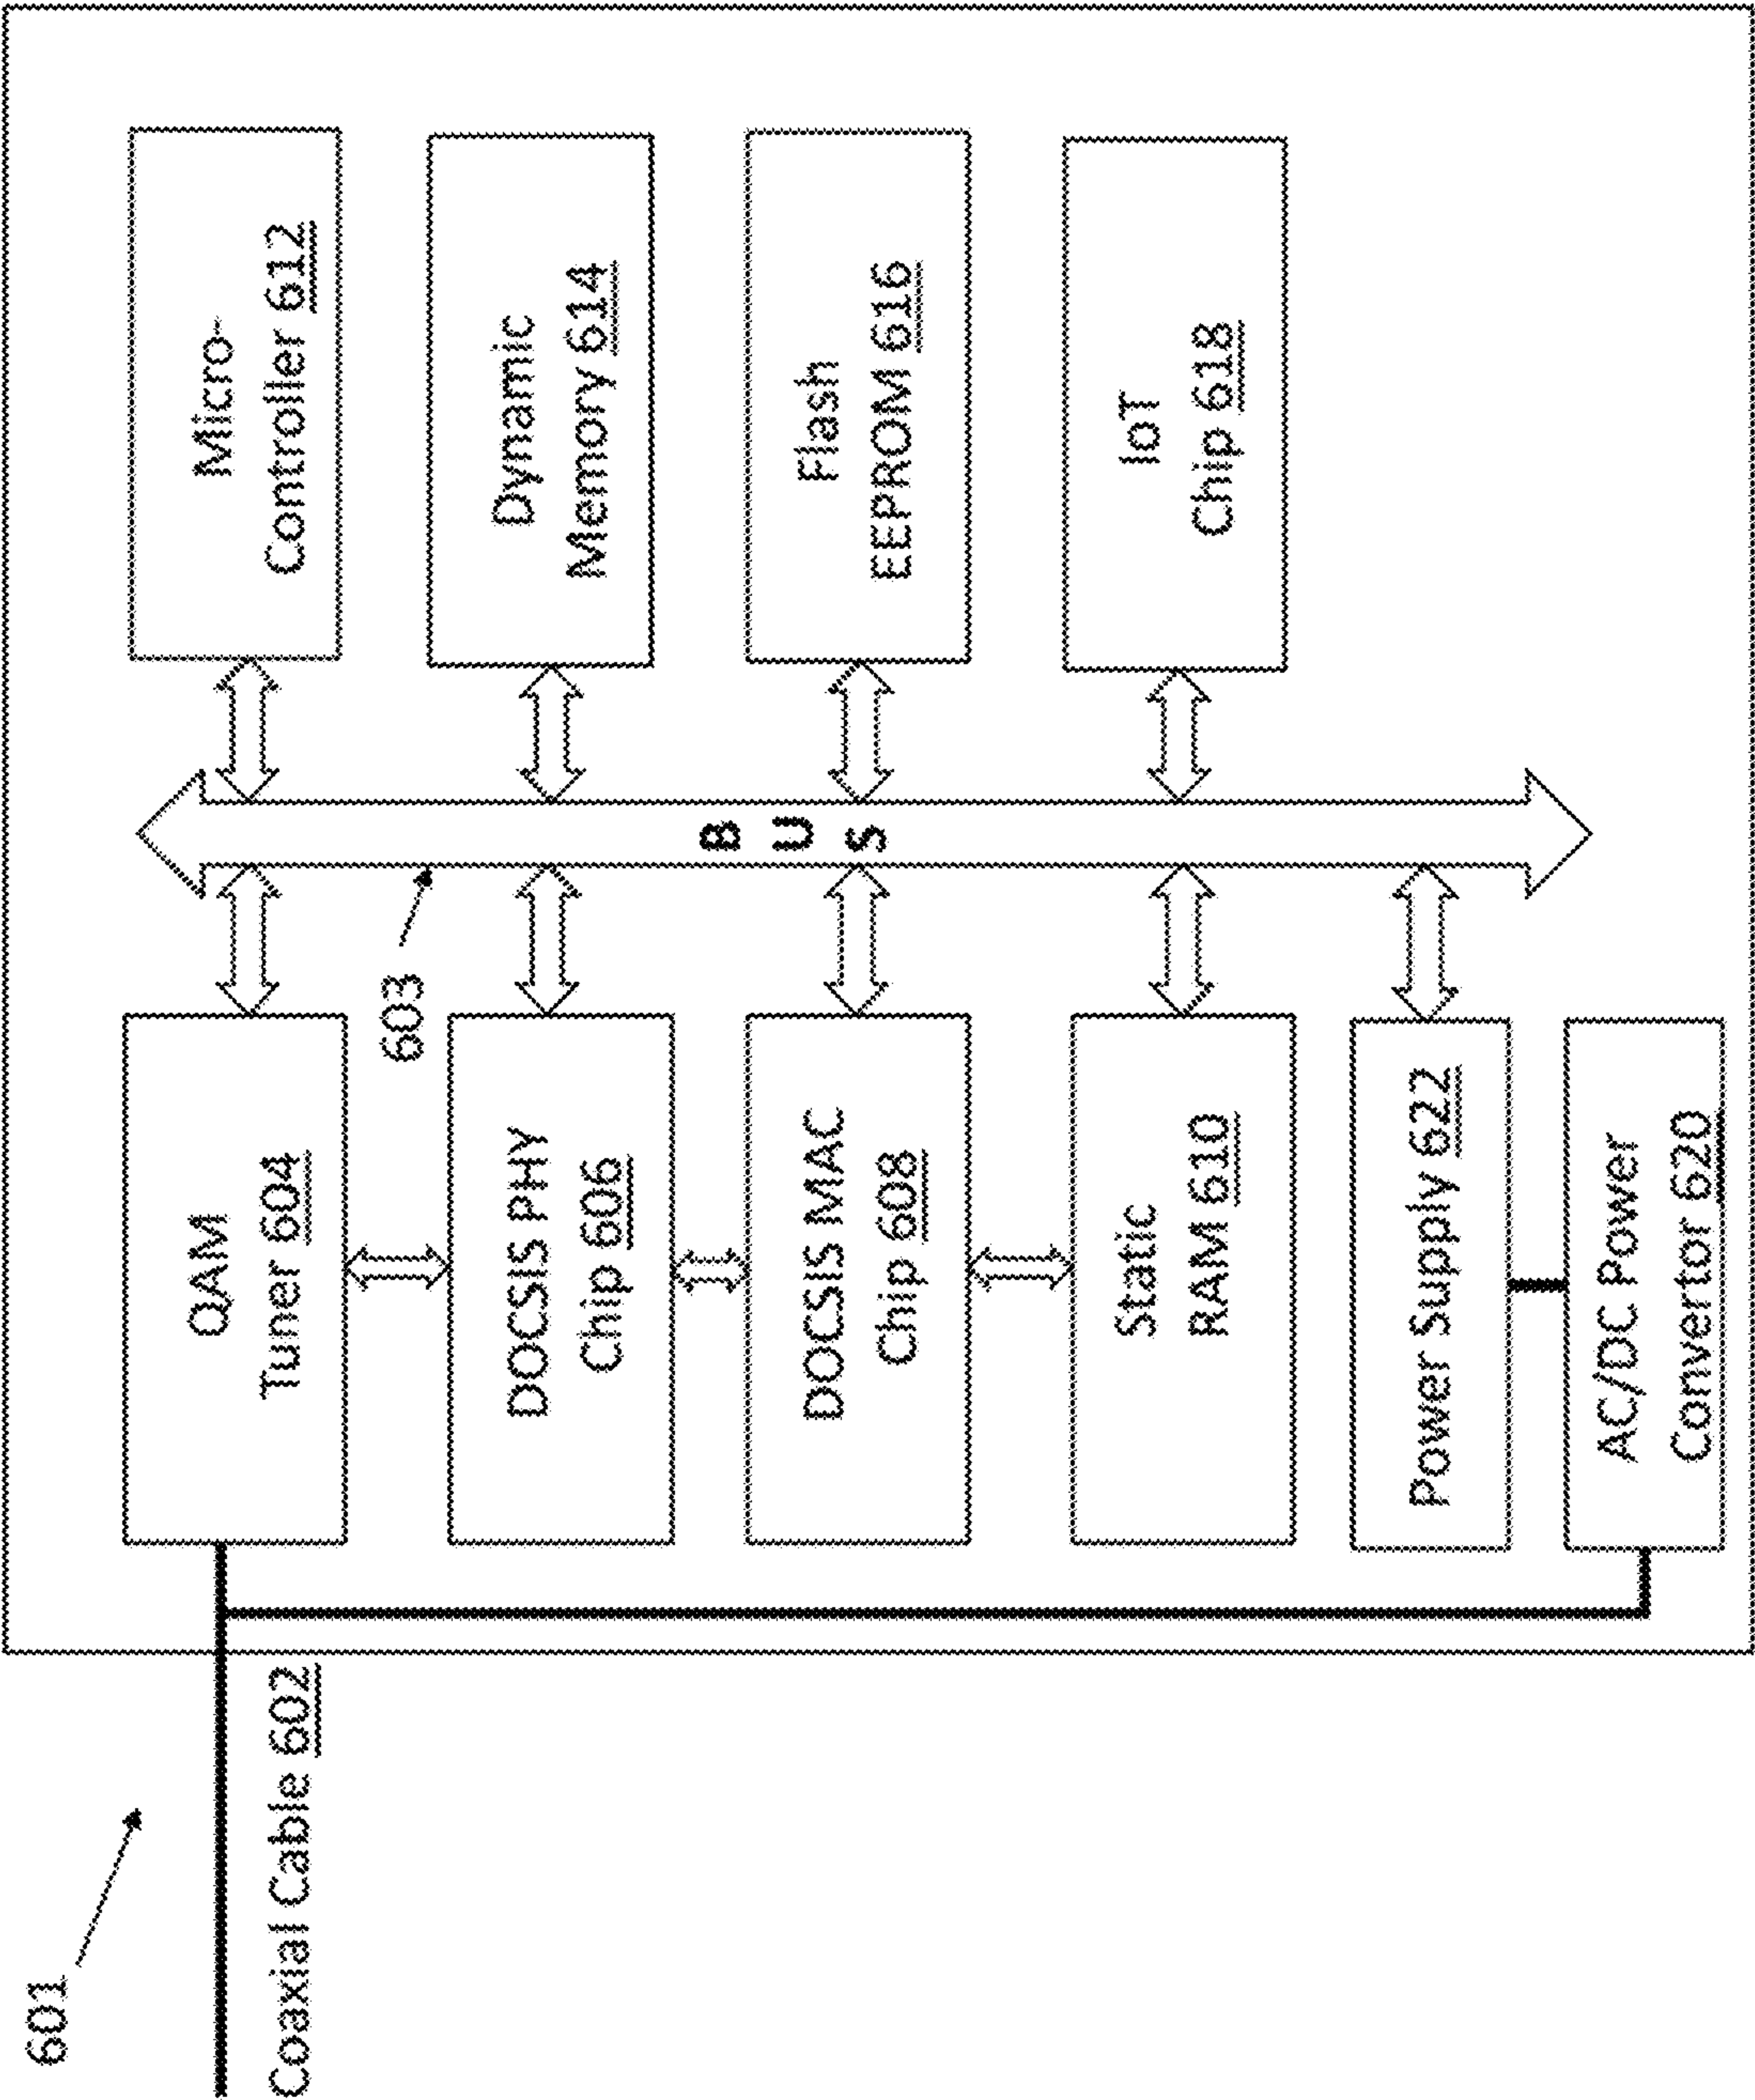 601
Coaxial Cable 602
QAM
Tuner 604
DOCSIS PHY
Chip 606
DOCSIS MAC
Chip 608
Static
RAM 610
Power Supply 622
AC/DC Power
Convertor 620
603
B
U
S
Micro-
Controller 612
Dynamic
Memory 614
Flash
EEPROM 616
IoT
Chip 618